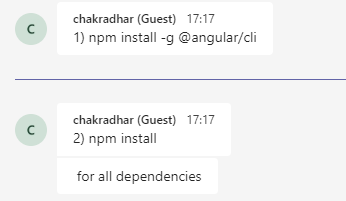 C
chakradhar (Guest) 17:17
1) npm install -g @angular/cli
C
chakradhar (Guest) 17:17
2) npm install
for all dependencies